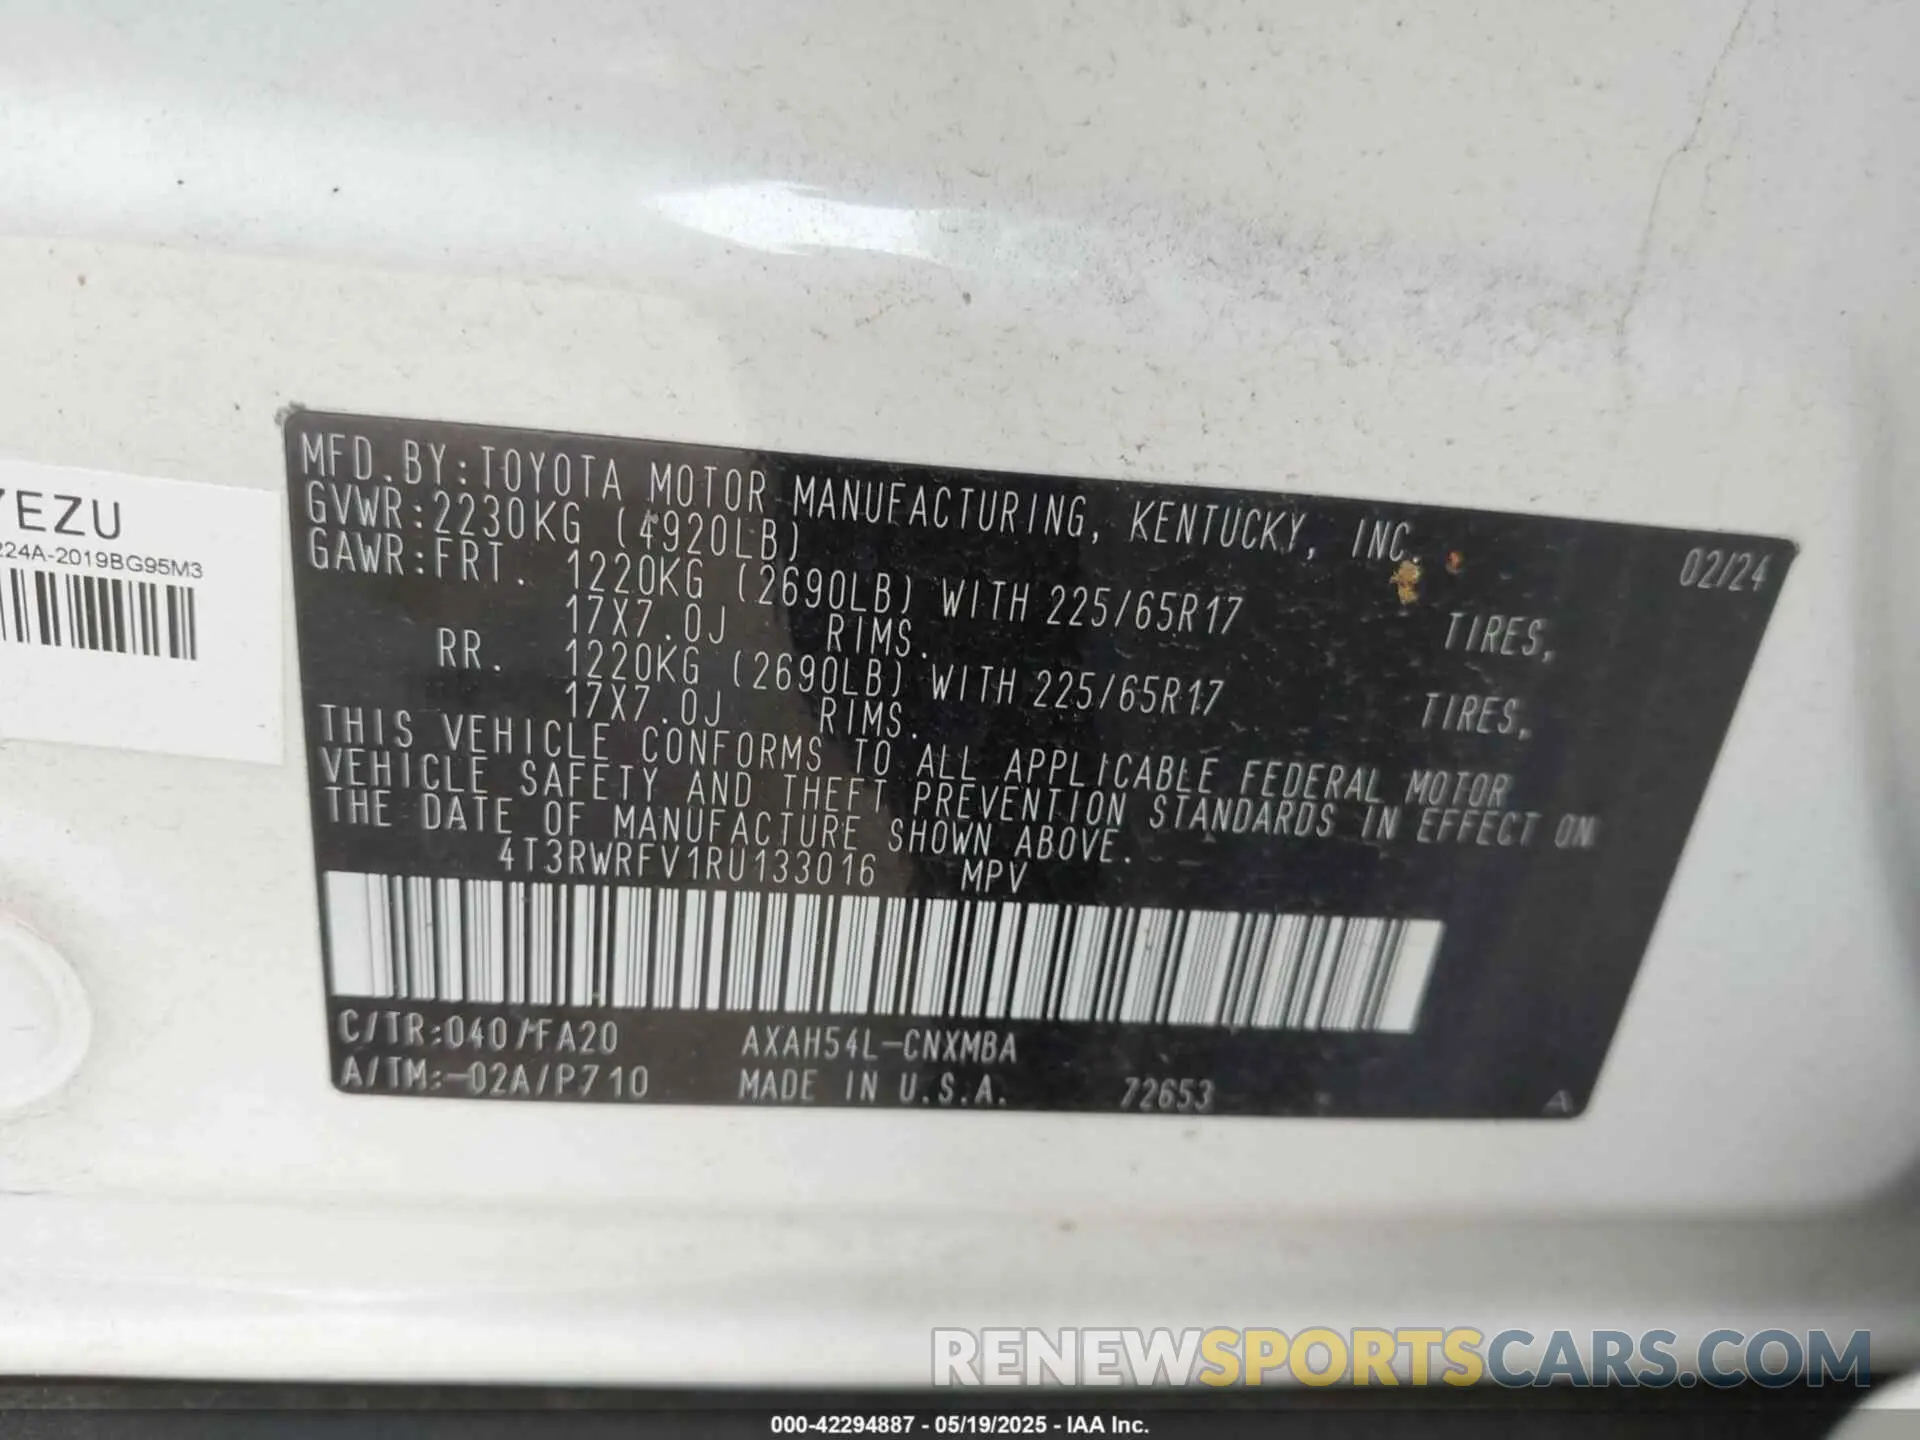 MFD.BY:TOYOTA MOTOR MANUFACTURING, KENTUCKY, INC. 02/24
GVWR:2230KG (4920LB)
GAWR:FRT. 1220KG (2690LB) WITH 225/65R17 TIRES,
17X7.0J RIMS.
RR. 1220KG (2690LB) WITH 225/65R17 TIRES,
17X7.0J RIMS.
THIS VEHICLE CONFORMS TO ALL APPLICABLE FEDERAL MOTOR
VEHICLE SAFETY AND THEFT PREVENTION STANDARDS IN EFFECT ON
THE DATE OF MANUFACTURE SHOWN ABOVE.
4T3RWRFV1RU133016 MPV
C/TR:040/FA20 AXAH54L-CNXMBA
A/TM:-02A/P710 MADE IN U.S.A. 72653 A
YEZU
224A-2019BG95M3
RENEWSPORTSCARS.COM
000-42294887 - 05/19/2025 - IAA Inc.